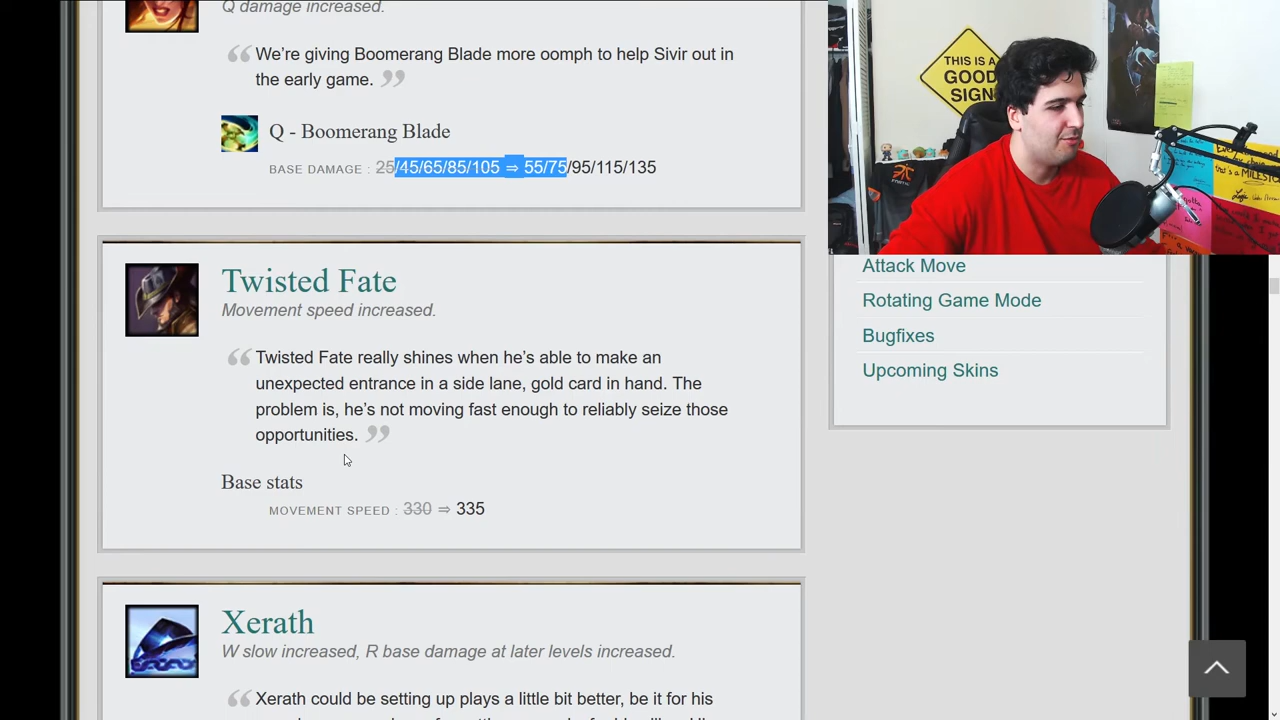 Q damage increased.
We're giving Boomerang Blade more oomph to help Sivir out in
the early game.
Q - Boomerang Blade
BASE DAMAGE : 25/45/65/85/105 ⇒ 55/75/95/115/135
Twisted Fate
Movement speed increased.
Twisted Fate really shines when he's able to make an
unexpected entrance in a side lane, gold card in hand. The
problem is, he's not moving fast enough to reliably seize those
opportunities.
Base stats
MOVEMENT SPEED : 330 ⇒ 335
Xerath
W slow increased, R base damage at later levels increased.
Xerath could be setting up plays a little bit better, be it for his
THIS IS A
GOOD
SIGN
FNATIC
Attack Move
Rotating Game Mode
Bugfixes
Upcoming Skins